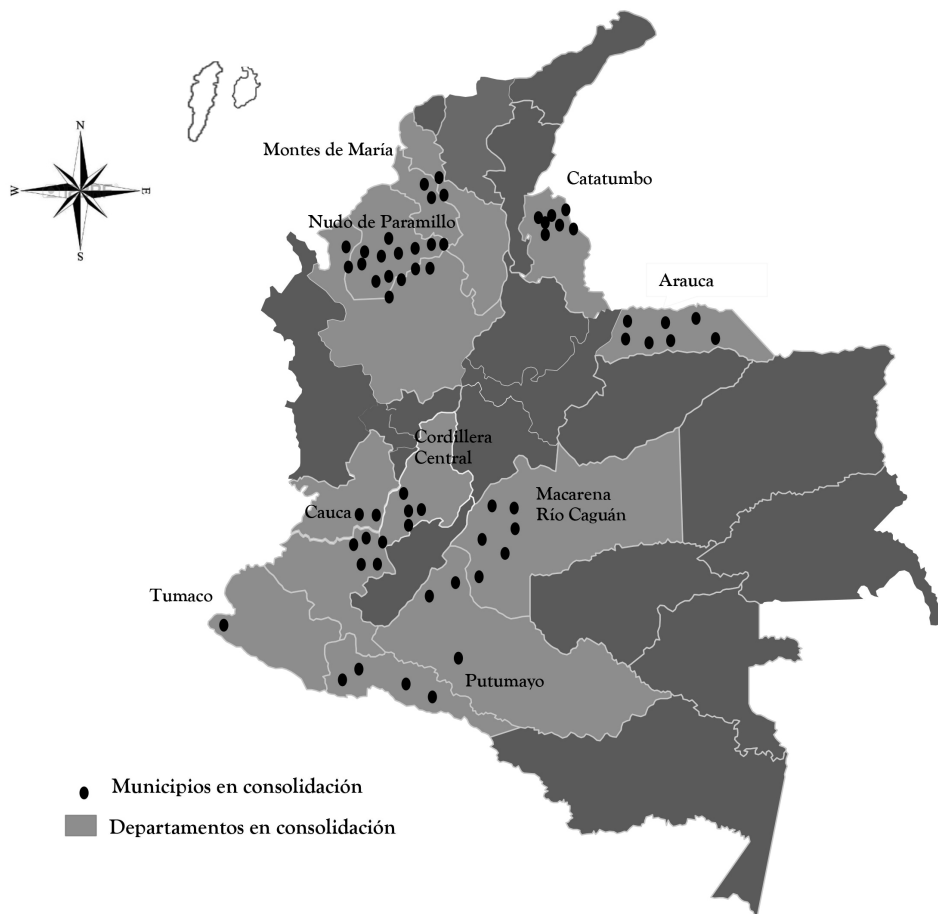 N
W
E
S
Montes de María
Catatumbo
Nudo de Paramillo
Arauca
Cordillera
Central
Macarena
Río Caguán
Cauca
Tumaco
Putumayo
Municipios en consolidación
Departamentos en consolidación